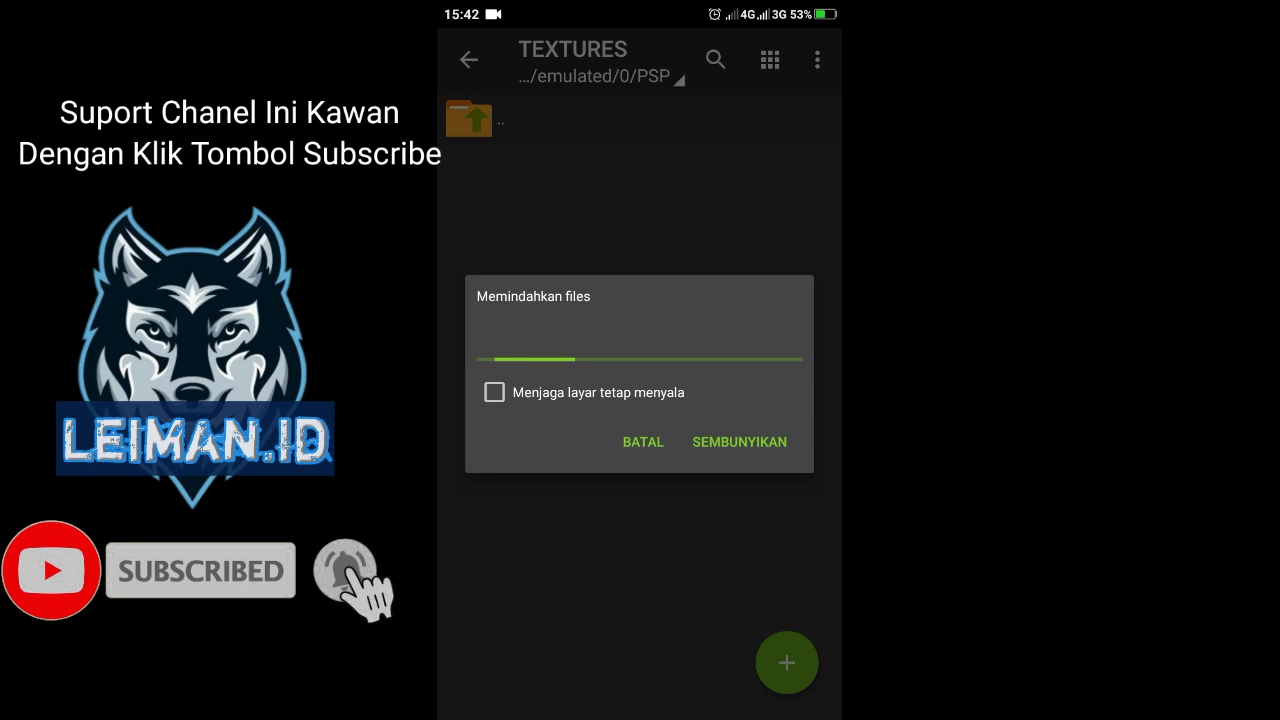 Suport Chanel Ini Kawan
Dengan Klik Tombol Subscribe
LEIMAN.ID
SUBSCRIBED
15:42
4G 3G 53%
TEXTURES
.../emulated/0/PSP
..
Memindahkan files
Menjaga layar tetap menyala
BATAL SEMBUNYIKAN